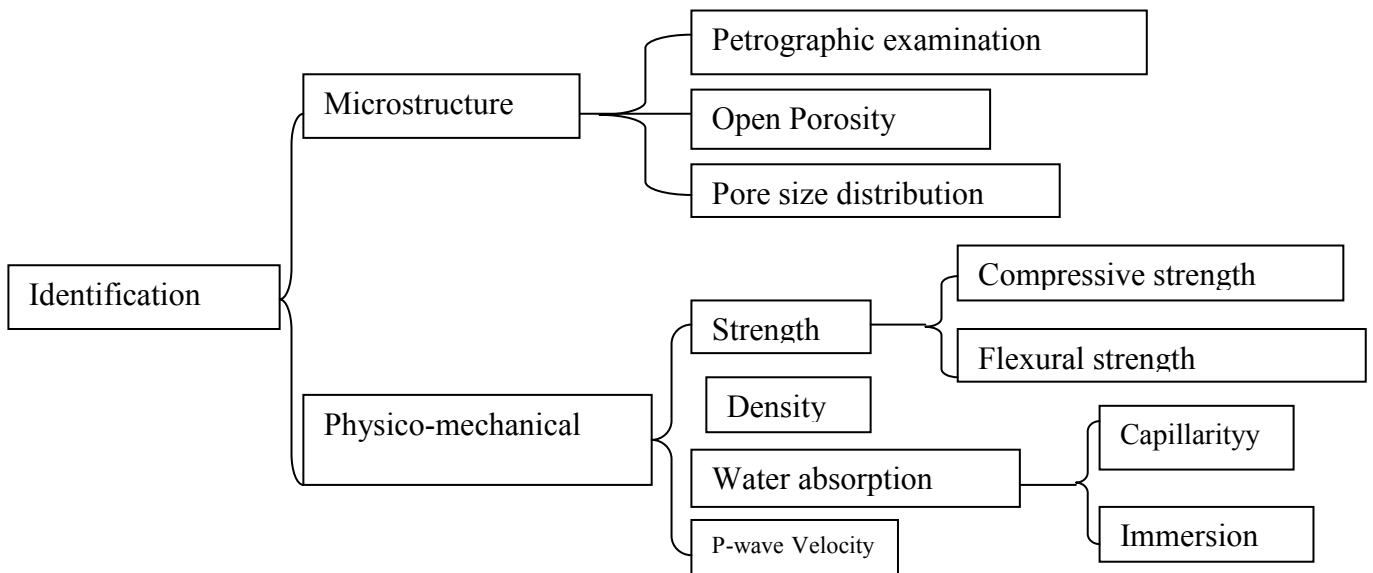 Petrographic examination
Microstructure
Open Porosity
Pore size distribution
Identification
Compressive strength
Strength
Flexural strength
Physico-mechanical
Density
Capillarityy
Water absorption
P-wave Velocity
Immersion